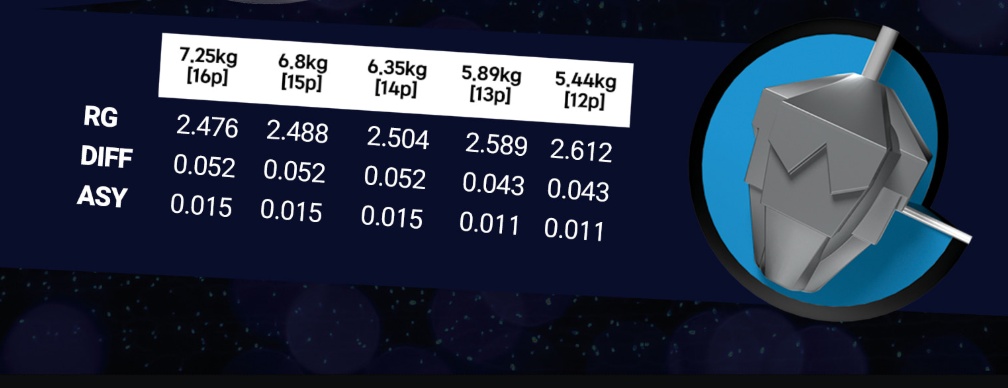 7.25kg 6.8kg 6.35kg 5.89kg 5.44kg
[16p] [15p] [14p] [13p] [12p]
RG 2.476 2.488 2.504 2.589 2.612
DIFF 0.052 0.052 0.052 0.043 0.043
ASY 0.015 0.015 0.015 0.011 0.011